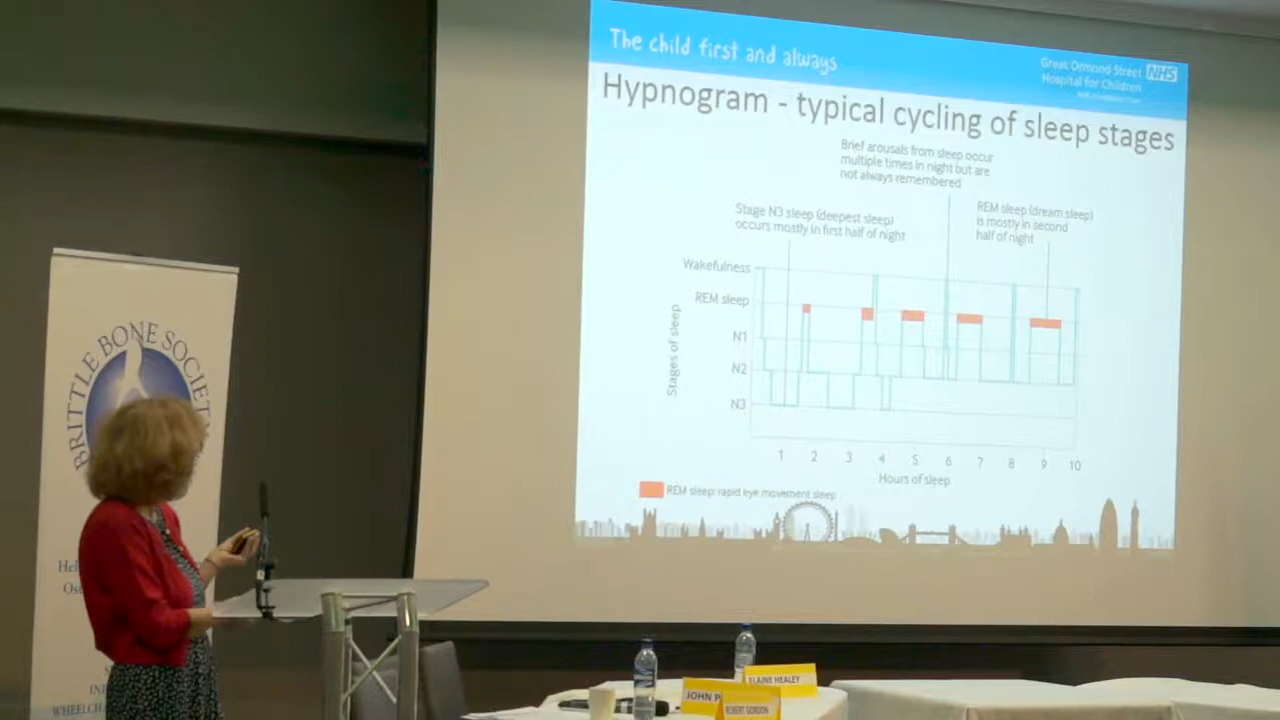 The child first and always
Great Ormond Street NHS
Hospital for Children
Hypnogram - typical cycling of sleep stages
Brief arousals from sleep occur
multiple times in night but are
not always remembered
Stage N3 sleep (deepest sleep)
occurs mostly in first half of night
REM sleep (dream sleep)
is mostly in second
half of night
Wakefulness
REM sleep
N1
N2
N3
Stages of sleep
1 2 3 4 5 6 7 8 9 10
Hours of sleep
REM sleep: rapid eye movement sleep
BRITTLE BONE SOCIETY
WHEELCHA
ELAINE HEALEY
JOHN P
ROBERT GORDON